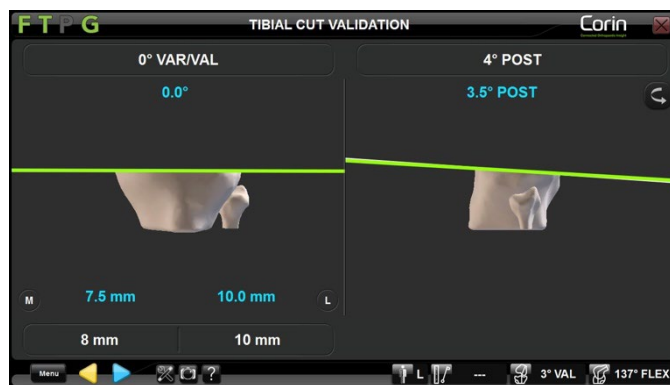 F T P G
TIBIAL CUT VALIDATION
Corin
0° VAR/VAL
4° POST
0.0°
3.5° POST
M
7.5 mm
10.0 mm
L
8 mm
10 mm
Menu
?
L
---
3° VAL
137° FLEX